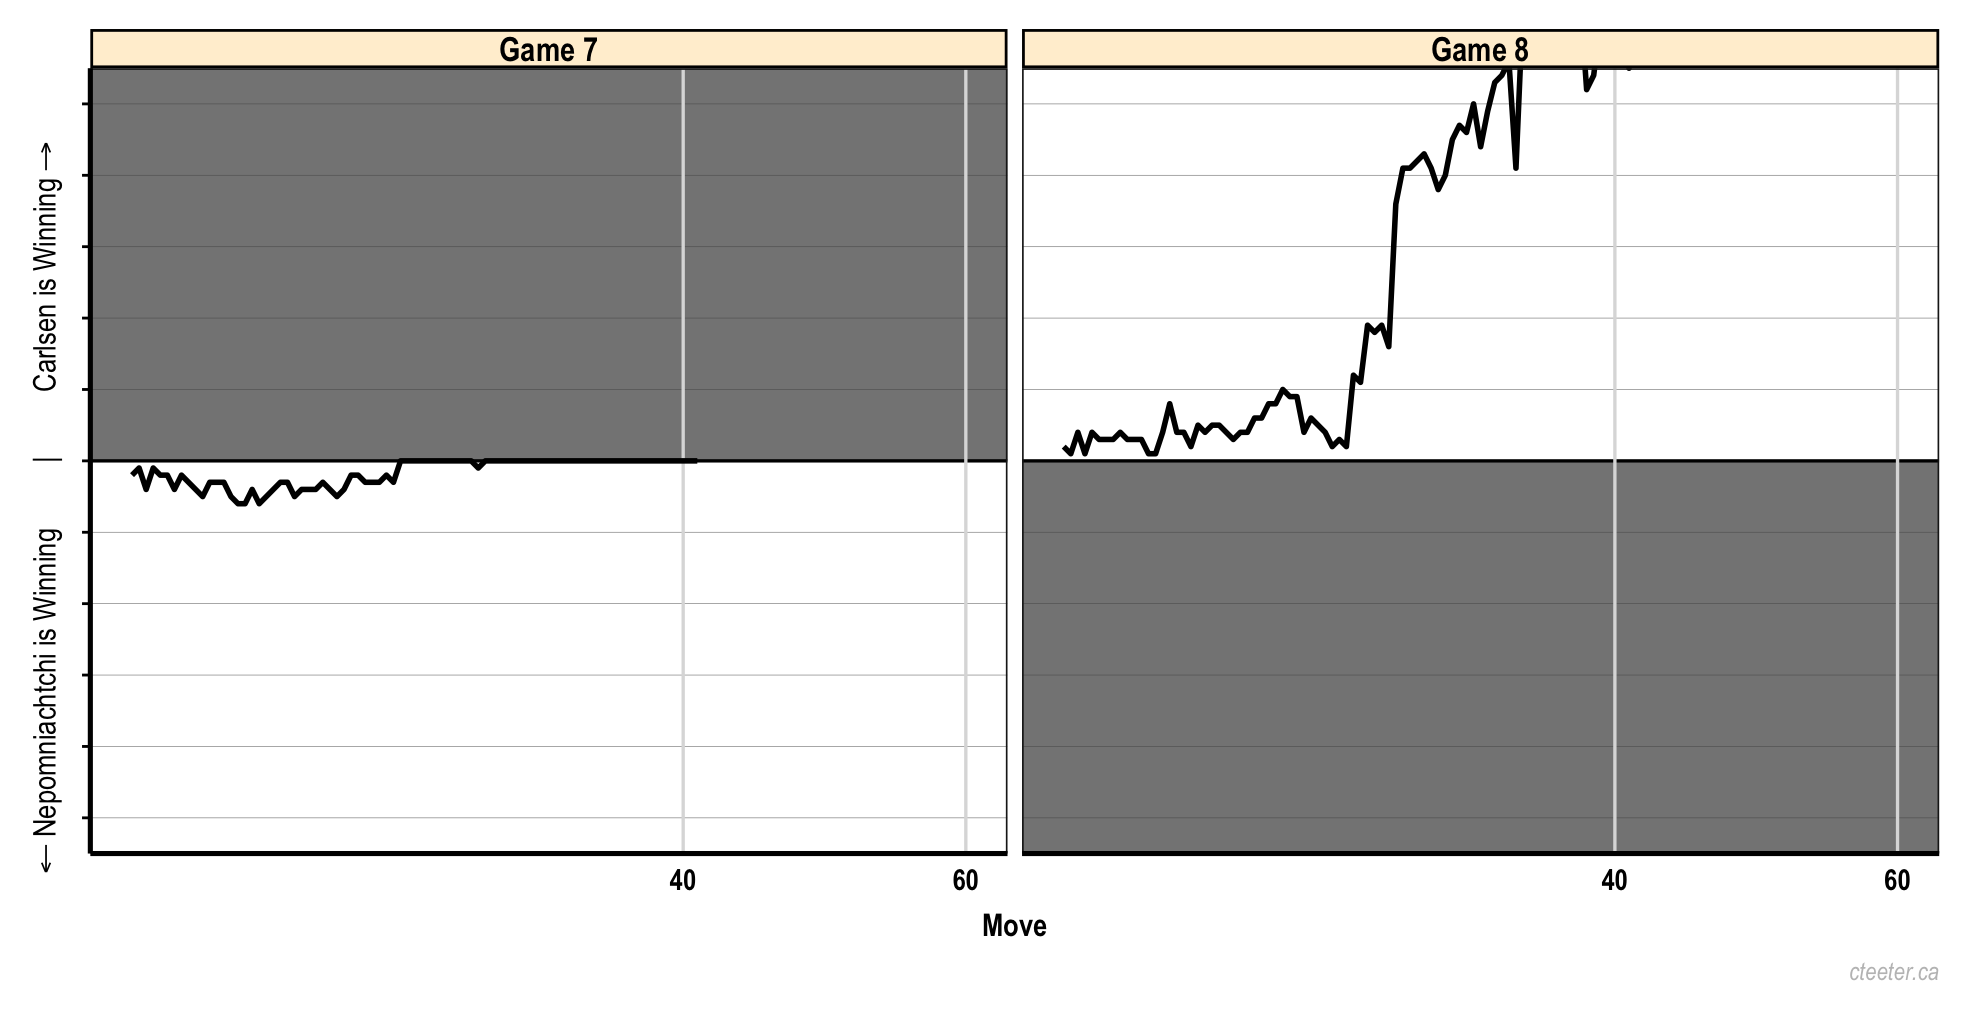 Game 7
Game 8
← Nepomniachtchi is Winning | Carlsen is Winning →
40
60
40
60
Move
cteeter.ca